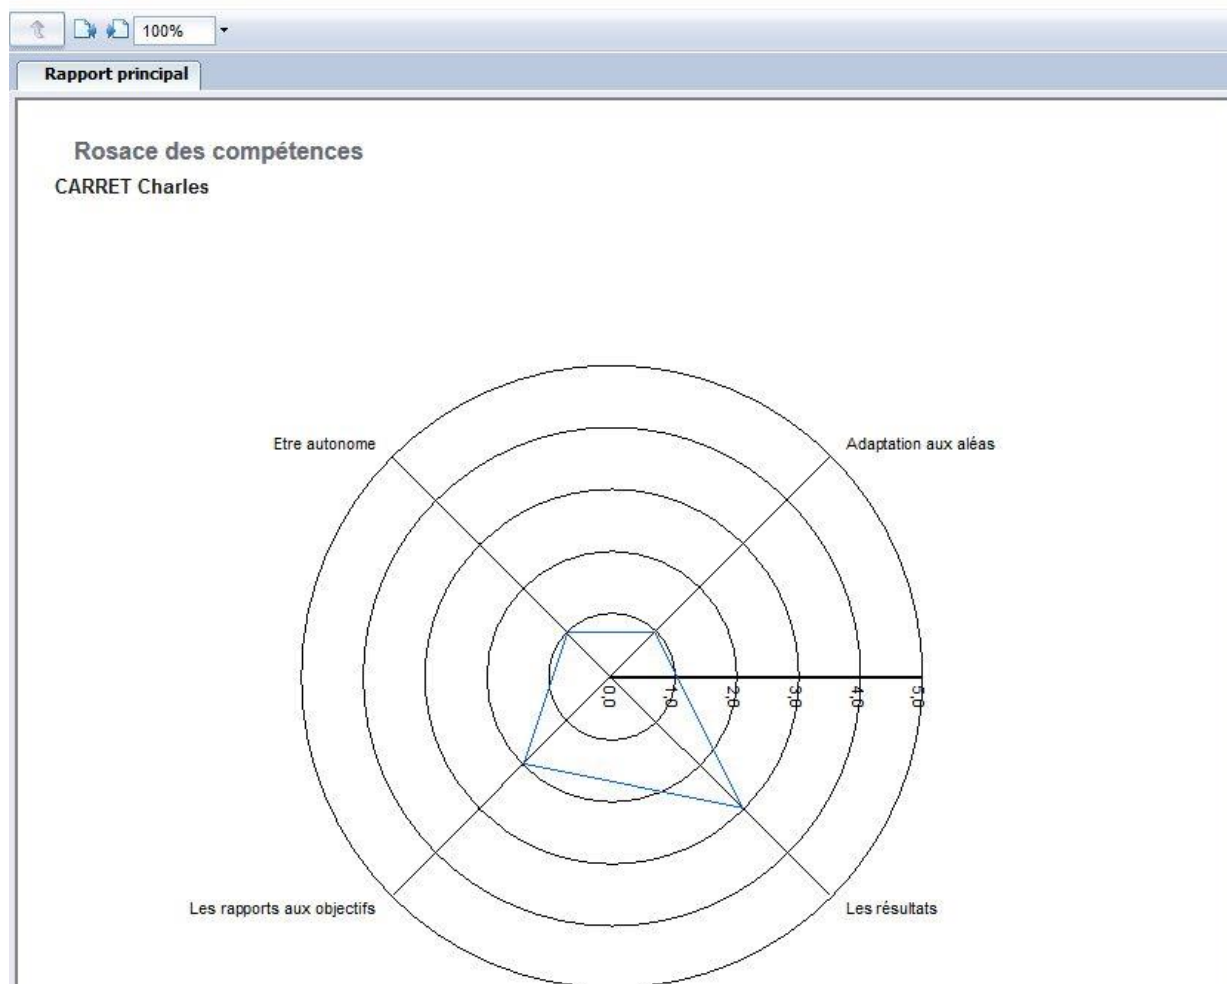 100%
Rapport principal
Rosace des compétences
CARRET Charles
Etre autonome
Adaptation aux aléas
0,0
1,0
2,0
3,0
4,0
5,0
Les rapports aux objectifs
Les résultats